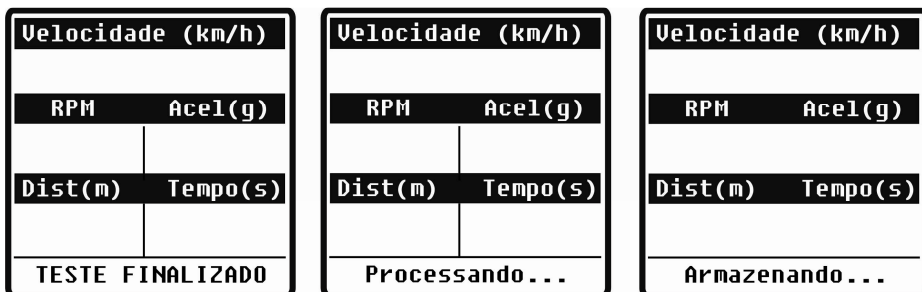 Velocidade (km/h)
RPM Acel(g)
Dist(m) Tempo(s)
TESTE FINALIZADO
Velocidade (km/h)
RPM Acel(g)
Dist(m) Tempo(s)
Processando...
Velocidade (km/h)
RPM Acel(g)
Dist(m) Tempo(s)
Armazenando...